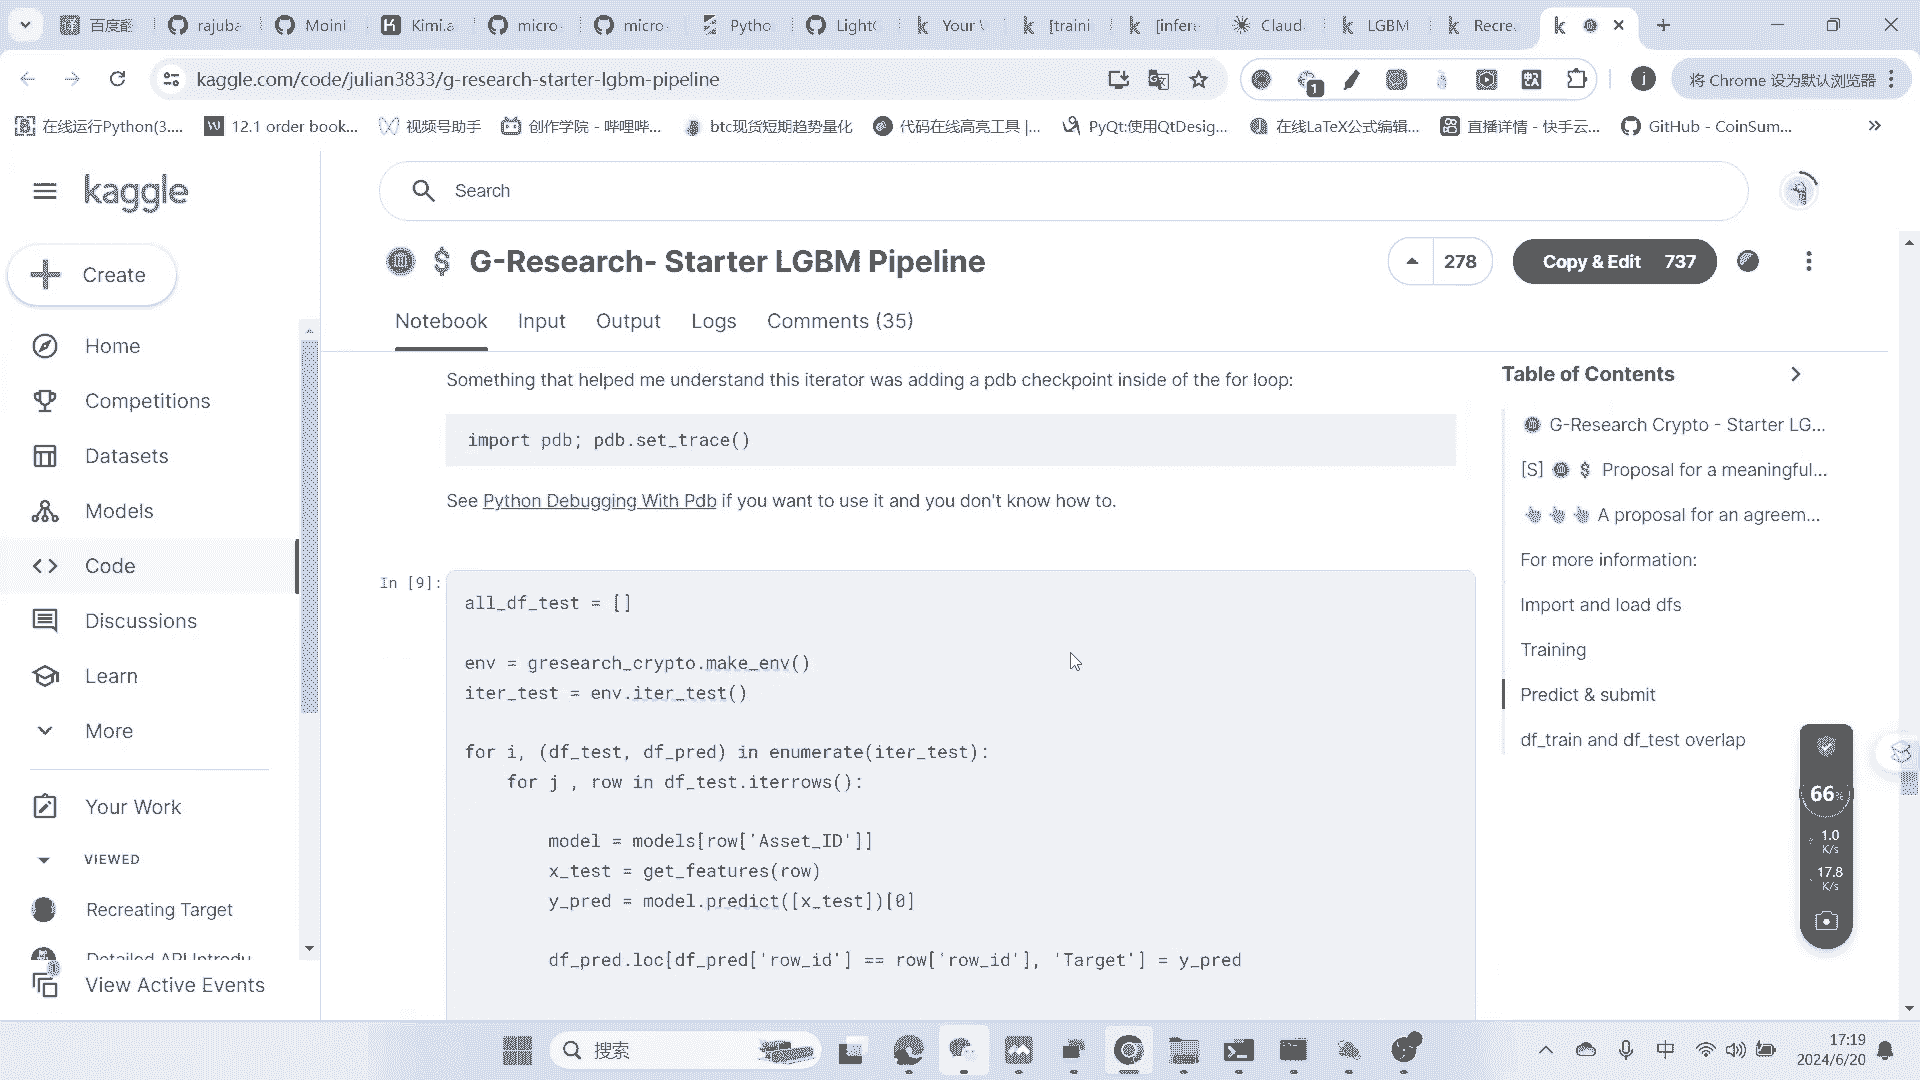 百度翻
rajuba
Moini
Kimi.a
micro
micro
Pytho
Light
Your
[traini
[infere
Claud
LGBM
Recre
kaggle.com/code/julian3833/g-research-starter-lgbm-pipeline
1
j
将 Chrome 设为默认浏览器
在线运行Python(3....
12.1 order book...
视频号助手
创作学院 - 哔哩哔...
btc现货短期趋势量化
代码在线高亮工具 |...
PyQt:使用QtDesig...
在线LaTeX公式编辑...
直播详情 - 快手云...
GitHub - CoinSum...
kaggle
Search
Create
Home
Competitions
Datasets
Models
Code
Discussions
Learn
More
Your Work
VIEWED
Recreating Target
Detailed API Introdu
View Active Events
$ G-Research- Starter LGBM Pipeline
278
Copy & Edit 737
Notebook
Input
Output
Logs
Comments (35)
Something that helped me understand this iterator was adding a pdb checkpoint inside of the for loop:
import pdb; pdb.set_trace()
See Python Debugging With Pdb if you want to use it and you don't know how to.
In [9]:
all_df_test = []
env = gresearch_crypto.make_env()
iter_test = env.iter_test()
for i, (df_test, df_pred) in enumerate(iter_test):
for j , row in df_test.iterrows():
model = models[row['Asset_ID']]
x_test = get_features(row)
y_pred = model.predict([x_test])[0]
df_pred.loc[df_pred['row_id'] == row['row_id'], 'Target'] = y_pred
Table of Contents
G-Research Crypto - Starter LG...
[S] $ Proposal for a meaningful...
A proposal for an agreem...
For more information:
Import and load dfs
Training
Predict & submit
df_train and df_test overlap
66%
1.0
K/s
17.8
K/s
搜索
中
17:19
2024/6/20